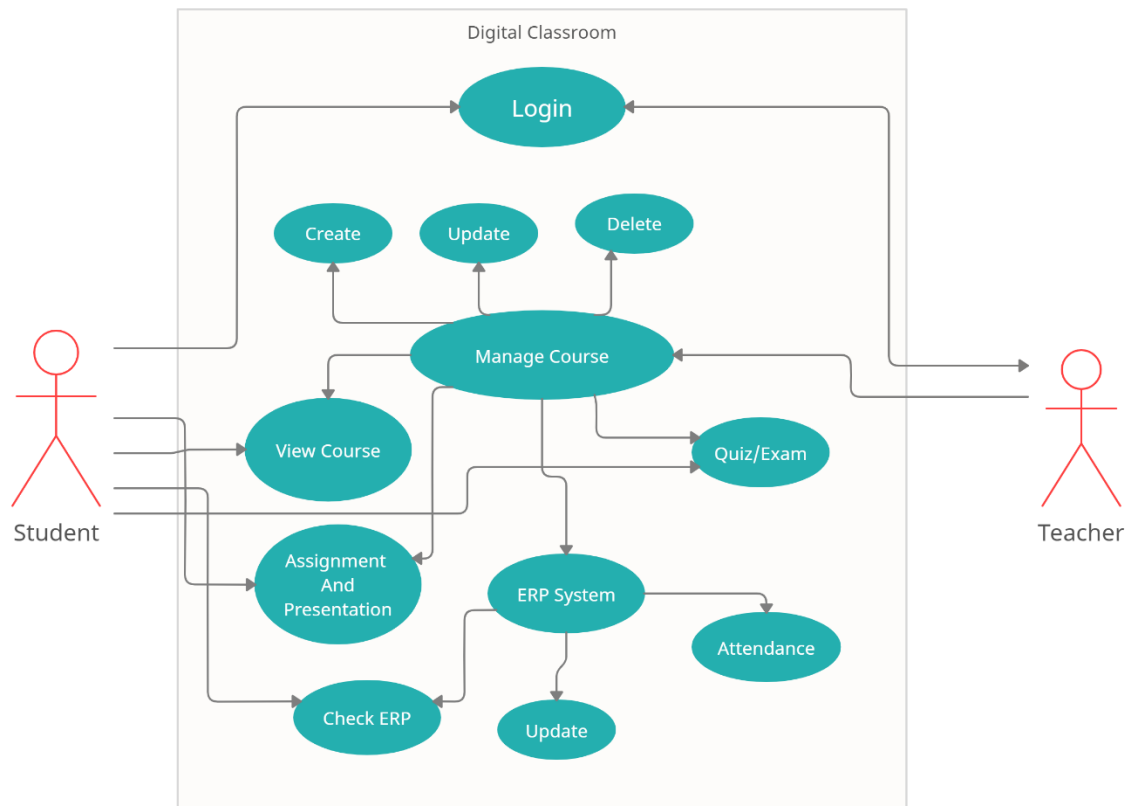 Digital Classroom
Login
Create
Update
Delete
Manage Course
View Course
Quiz/Exam
Student
Teacher
Assignment
And
Presentation
ERP System
Attendance
Check ERP
Update